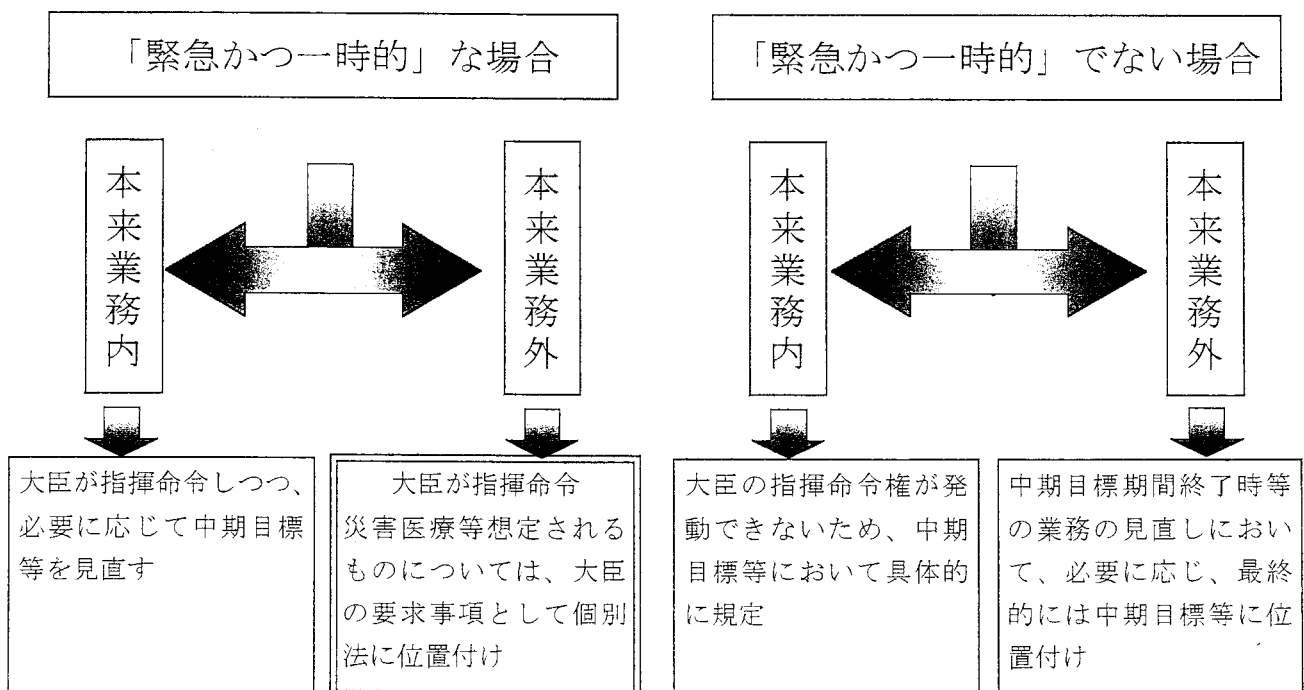 「緊急かつ一時的」な場合
「緊急かつ一時的」でない場合
本来業務内
本来業務外
本来業務内
本来業務外
大臣が指揮命令しつつ、
必要に応じて中期目標
等を見直す
大臣が指揮命令
災害医療等想定される
ものについては、大臣
の要求事項として個別
法に位置付け
大臣の指揮命令権が発
動できないため、中期
目標等において具体的
に規定
中期目標期間終了時等
の業務の見直しにおい
て、必要に応じ、最終
的には中期目標等に位
置付け